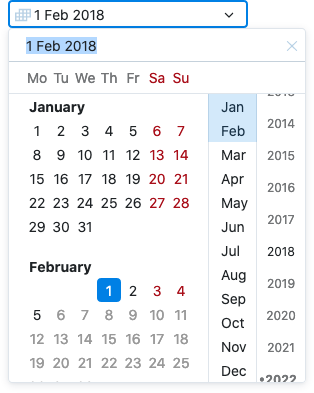 1 Feb 2018
1 Feb 2018
Mo Tu We Th Fr Sa Su
January
1 2 3 4 5 6 7
8 9 10 11 12 13 14
15 16 17 18 19 20 21
22 23 24 25 26 27 28
29 30 31
February
1 2 3 4
5 6 7 8 9 10 11
12 13 14 15 16 17 18
19 20 21 22 23 24 25
Jan
Feb
Mar
Apr
May
Jun
Jul
Aug
Sep
Oct
Nov
Dec
2014
2015
2016
2017
2018
2019
2020
2021
•2022